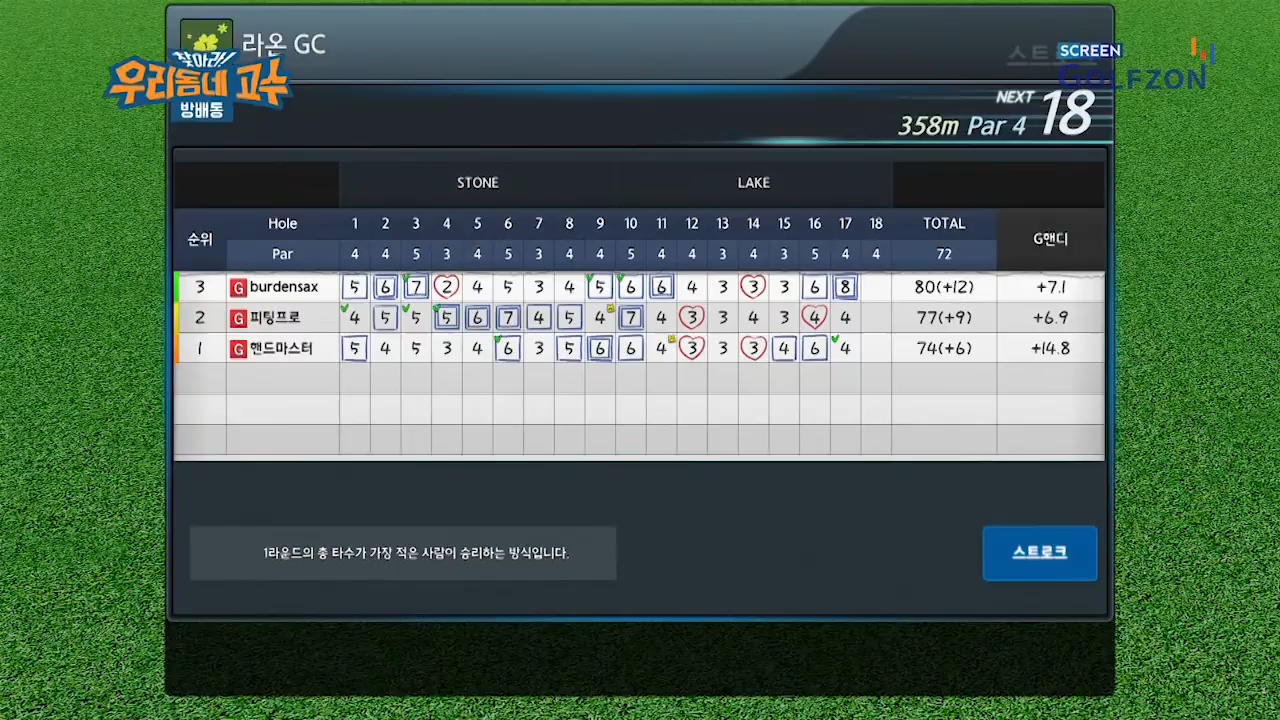 라온 GC
찾아라!
우리동네 고수
방배동
스트로크
SCREEN
GOLFZON
NEXT 18
358m Par 4
STONE LAKE
순위 Hole 1 2 3 4 5 6 7 8 9 10 11 12 13 14 15 16 17 18 TOTAL G핸디
Par 4 4 5 3 4 5 3 4 4 5 4 4 3 4 3 5 4 4 72
3 G burdensax 5 6 7 2 4 5 3 4 5 6 6 4 3 3 3 6 8 80(+12) +7.1
2 G 피팅프로 4 5 5 5 6 7 4 5 4 7 4 3 3 4 3 4 4 77(+9) +6.9
1 G 핸드마스터 5 4 5 3 4 6 3 5 6 6 4 3 3 3 4 6 4 74(+6) +14.8
1라운드의 총 타수가 가장 적은 사람이 승리하는 방식입니다.
스트로크